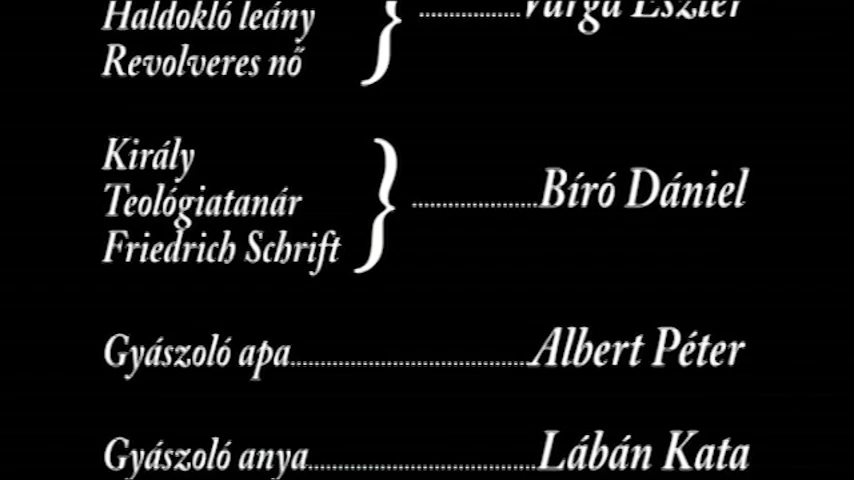 Haldokló leány
Revolveres nő
}....................Varga Eszter
Király
Teológiatanár
Friedrich Schrift
}.....................Bíró Dániel
Gyászoló apa........................................Albert Péter
Gyászoló anya......................................Lábán Kata